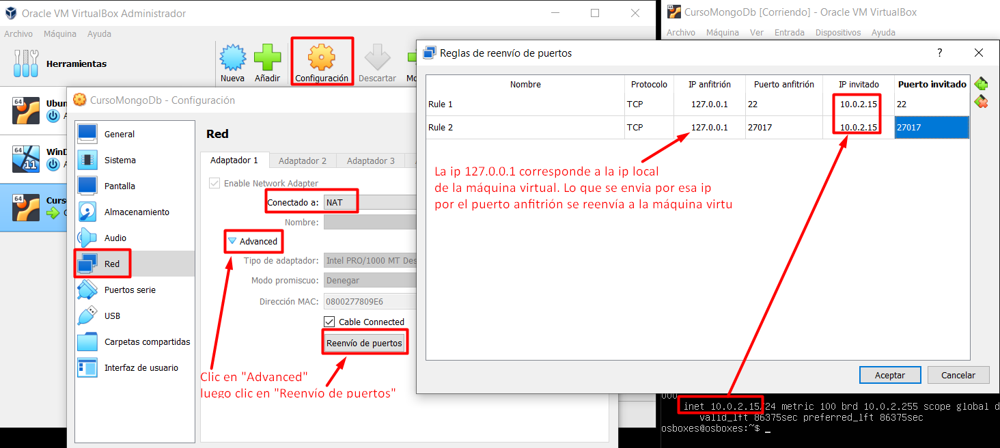 Oracle VM VirtualBox Administrador
Archivo Máquina Ayuda
Herramientas
Nueva Añadir Configuración Descartar
64
64
11
64
CursoMongoDb - Configuración
General
Sistema
Pantalla
Almacenamiento
Audio
Red
Puertos serie
USB
Carpetas compartidas
Interfaz de usuario
Red
Adaptador 1 Adaptador 2 Adaptador 3
Enable Network Adapter
Conectado a: NAT
Nombre:
Advanced
Tipo de adaptador: Intel PRO/1000 MT Des
Modo promiscuo: Denegar
Dirección MAC: 0800277809E6
Cable Connected
Reenvío de puertos
Clic en "Advanced"
luego clic en "Reenvío de puertos"
CursoMongoDb [Corriendo] - Oracle VM VirtualBox
Archivo Máquina Ver Entrada Dispositivos Ayuda
Reglas de reenvío de puertos ?
Nombre Protocolo IP anfitrión Puerto anfitrión IP invitado Puerto invitado
Rule 1 TCP 127.0.0.1 22 10.0.2.15 22
Rule 2 TCP 127.0.0.1 27017 10.0.2.15 27017
La ip 127.0.0.1 corresponde a la ip local
de la máquina virtual. Lo que se envia por esa ip
por el puerto anfitrión se reenvía a la máquina virtu
Aceptar Cancelar
inet 10.0.2.15/24 metric 100 brd 10.0.2.255 scope global d
valid_lft 86375sec preferred_lft 86375sec
osboxes@osboxes:~$ _